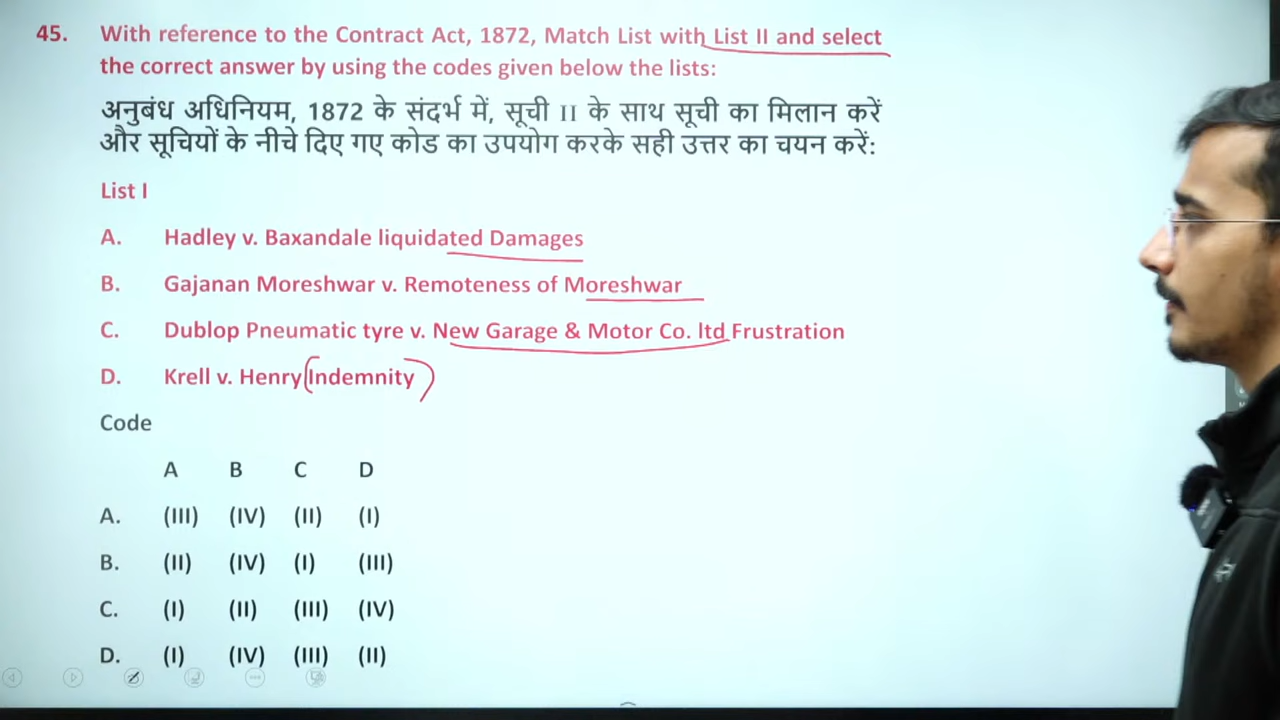 45. With reference to the Contract Act, 1872, Match List with List II and select
the correct answer by using the codes given below the lists:
अनुबंध अधिनियम, 1872 के संदर्भ में, सूची II के साथ सूची का मिलान करें
और सूचियों के नीचे दिए गए कोड का उपयोग करके सही उत्तर का चयन करें:
List I
A. Hadley v. Baxandale liquidated Damages
B. Gajanan Moreshwar v. Remoteness of Moreshwar
C. Dublop Pneumatic tyre v. New Garage & Motor Co. ltd Frustration
D. Krell v. Henry Indemnity
Code
A B C D
A. (III) (IV) (II) (I)
B. (II) (IV) (I) (III)
C. (I) (II) (III) (IV)
D. (I) (IV) (III) (II)